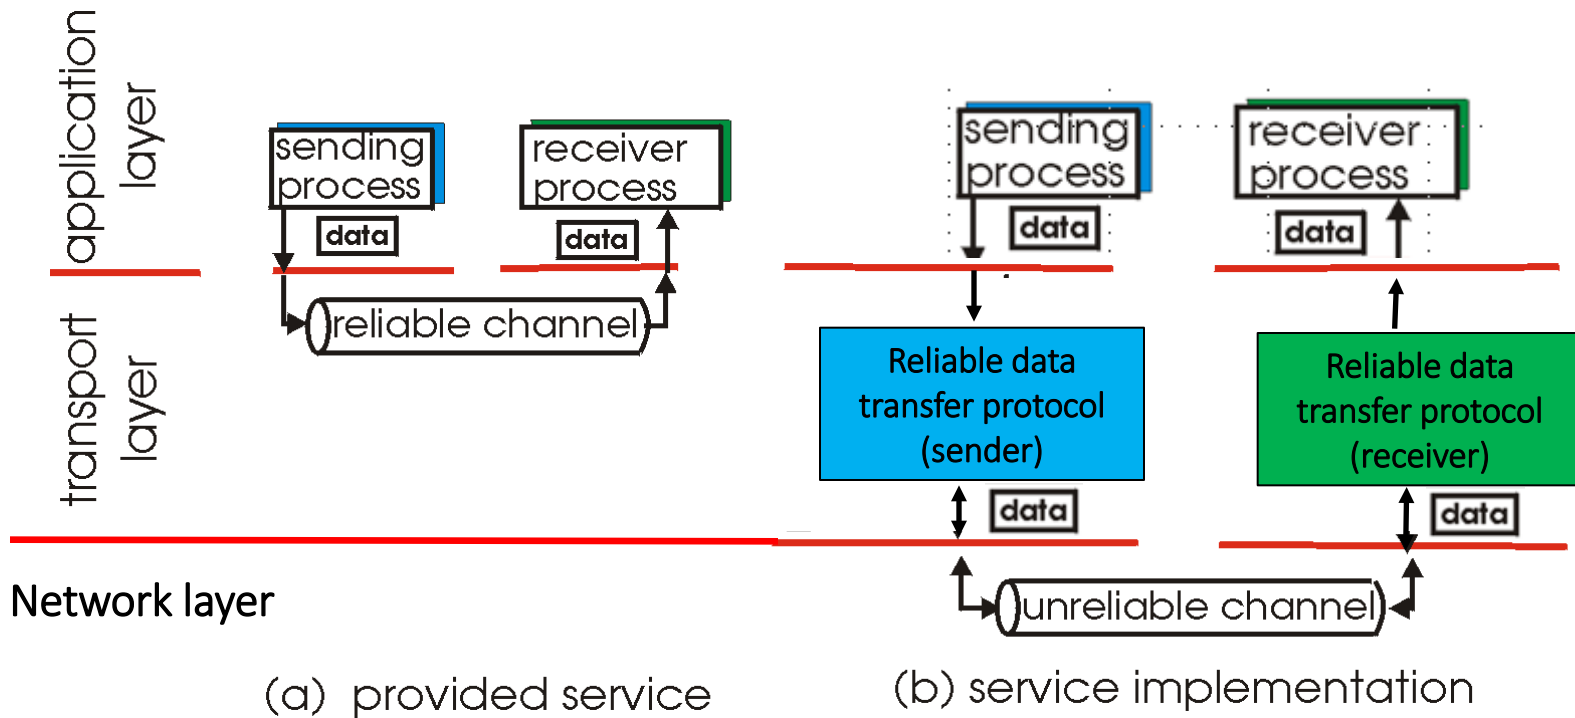 application
layer
transport
layer
sending
process
data
receiver
process
data
reliable channel
(a) provided service
sending
process
data
receiver
process
data
Reliable data
transfer protocol
(sender)
data
Reliable data
transfer protocol
(receiver)
data
Network layer
unreliable channel
(b) service implementation